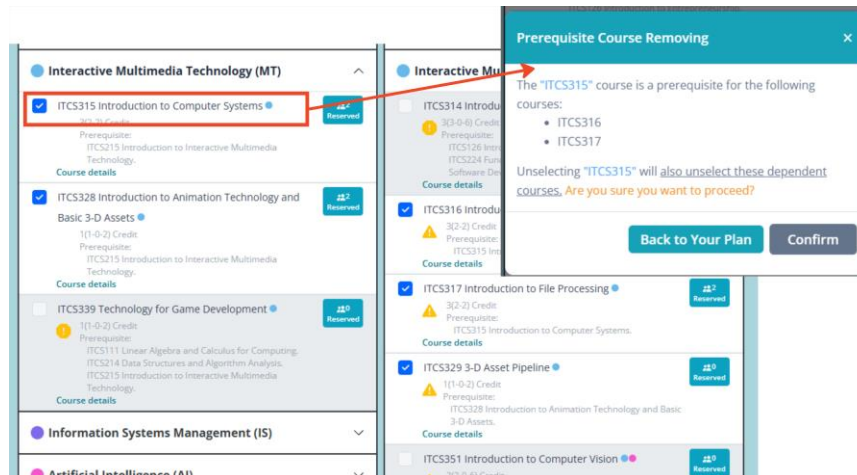 Interactive Multimedia Technology (MT)
ITCS315 Introduction to Computer Systems
2
Reserved
3(2-2) Credit
Prerequisite:
ITCS215 Introduction to Interactive Multimedia
Technology.
Course details
ITCS328 Introduction to Animation Technology and
Basic 3-D Assets
2
Reserved
1(1-0-2) Credit
Prerequisite:
ITCS215 Introduction to Interactive Multimedia
Technology.
Course details
ITCS339 Technology for Game Development
0
Reserved
1(1-0-2) Credit
Prerequisite:
ITCS111 Linear Algebra and Calculus for Computing.
ITCS214 Data Structures and Algorithm Analysis.
ITCS215 Introduction to Interactive Multimedia
Technology.
Course details
Information Systems Management (IS)
Artificial Intelligence (AI)
Interactive Mu
ITCS314 Introdu
3(3-0-6) Credit
Prerequisite:
ITCS126 Intro
ITCS224 Fun
Software De
Course details
ITCS316 Introdu
3(2-2) Credit
Prerequisite:
ITCS315 Int
Course details
ITCS317 Introduction to File Processing
2
Reserved
3(2-2) Credit
Prerequisite:
ITCS315 Introduction to Computer Systems.
Course details
ITCS329 3-D Asset Pipeline
0
Reserved
1(1-0-2) Credit
Prerequisite:
ITCS328 Introduction to Animation Technology and Basic
3-D Assets.
Course details
ITCS351 Introduction to Computer Vision
0
Reserved
Prerequisite Course Removing ×
The "ITCS315" course is a prerequisite for the following
courses:
• ITCS316
• ITCS317
Unselecting "ITCS315" will also unselect these dependent
courses. Are you sure you want to proceed?
Back to Your Plan Confirm